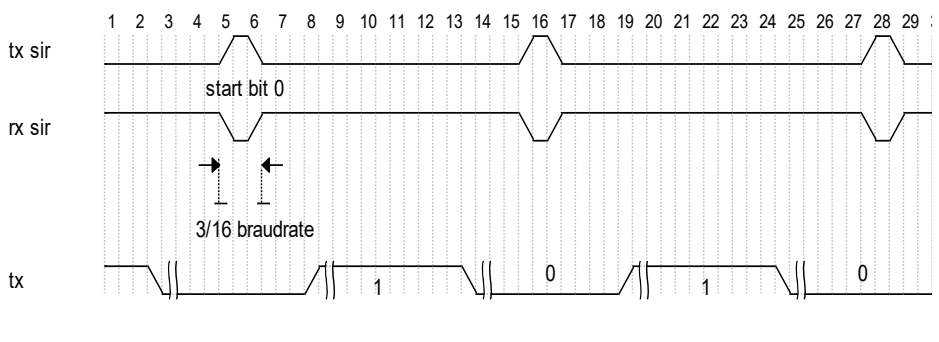 1 2 3 4 5 6 7 8 9 10 11 12 13 14 15 16 17 18 19 20 21 22 23 24 25 26 27 28 29
tx sir
start bit 0
rx sir
3/16 braudrate
tx 1 0 1 0